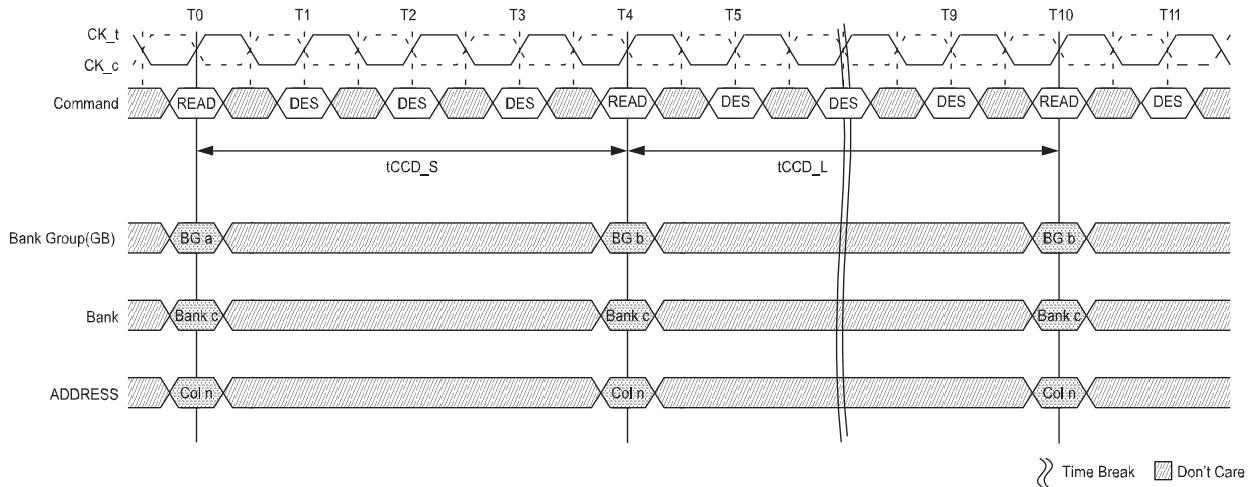 T0 T1 T2 T3 T4 T5 T9 T10 T11
CK_t
CK_c
Command READ DES DES DES READ DES DES DES READ DES
tCCD_S tCCD_L
Bank Group(GB) BG a BG b BG b
Bank Bank c Bank c Bank c
ADDRESS Col n Col n Col n
Time Break Don't Care